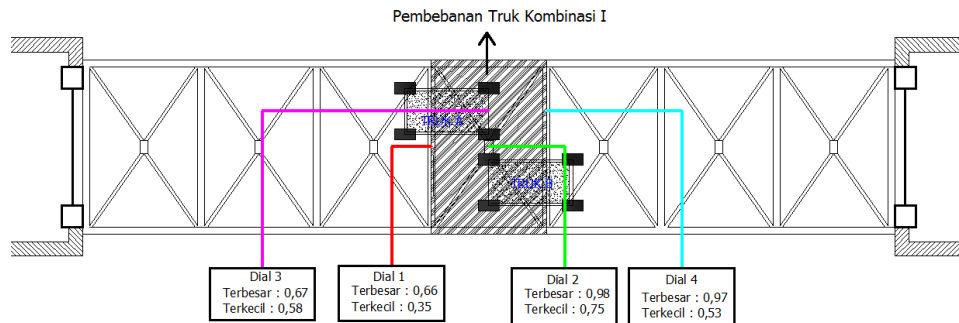 Pembebanan Truk Kombinasi I
TRUK A
TRUK B
Dial 3
Terbesar : 0,67
Terkecil : 0,58
Dial 1
Terbesar : 0,66
Terkecil : 0,35
Dial 2
Terbesar : 0,98
Terkecil : 0,75
Dial 4
Terbesar : 0,97
Terkecil : 0,53